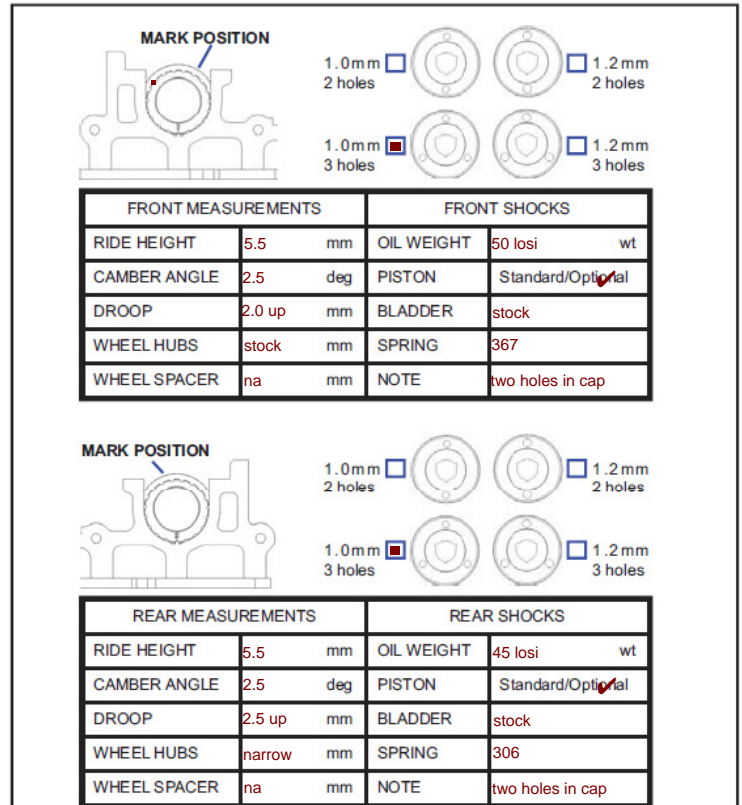 MARK POSITION
1.0mm 1.2mm
2 holes 2 holes
1.0mm 1.2mm
3 holes 3 holes
FRONT MEASUREMENTS FRONT SHOCKS
RIDE HEIGHT 5.5 mm OIL WEIGHT 50 losi wt
CAMBER ANGLE 2.5 deg PISTON Standard/Optional
DROOP 2.0 up mm BLADDER stock
WHEEL HUBS stock mm SPRING 367
WHEEL SPACER na mm NOTE two holes in cap
MARK POSITION
1.0mm 1.2mm
2 holes 2 holes
1.0mm 1.2mm
3 holes 3 holes
REAR MEASUREMENTS REAR SHOCKS
RIDE HEIGHT 5.5 mm OIL WEIGHT 45 losi wt
CAMBER ANGLE 2.5 deg PISTON Standard/Optional
DROOP 2.5 up mm BLADDER stock
WHEEL HUBS narrow mm SPRING 306
WHEEL SPACER na mm NOTE two holes in cap